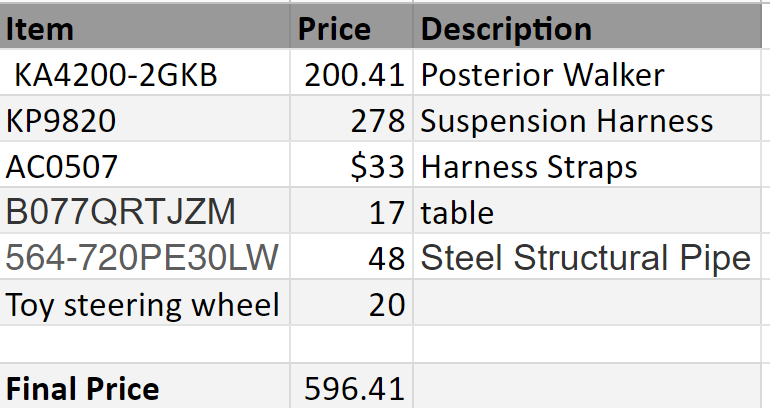 Item Price Description
KA4200-2GKB 200.41 Posterior Walker
KP9820 278 Suspension Harness
AC0507 $33 Harness Straps
B077QRTJZM 17 table
564-720PE30LW 48 Steel Structural Pipe
Toy steering wheel 20
Final Price 596.41